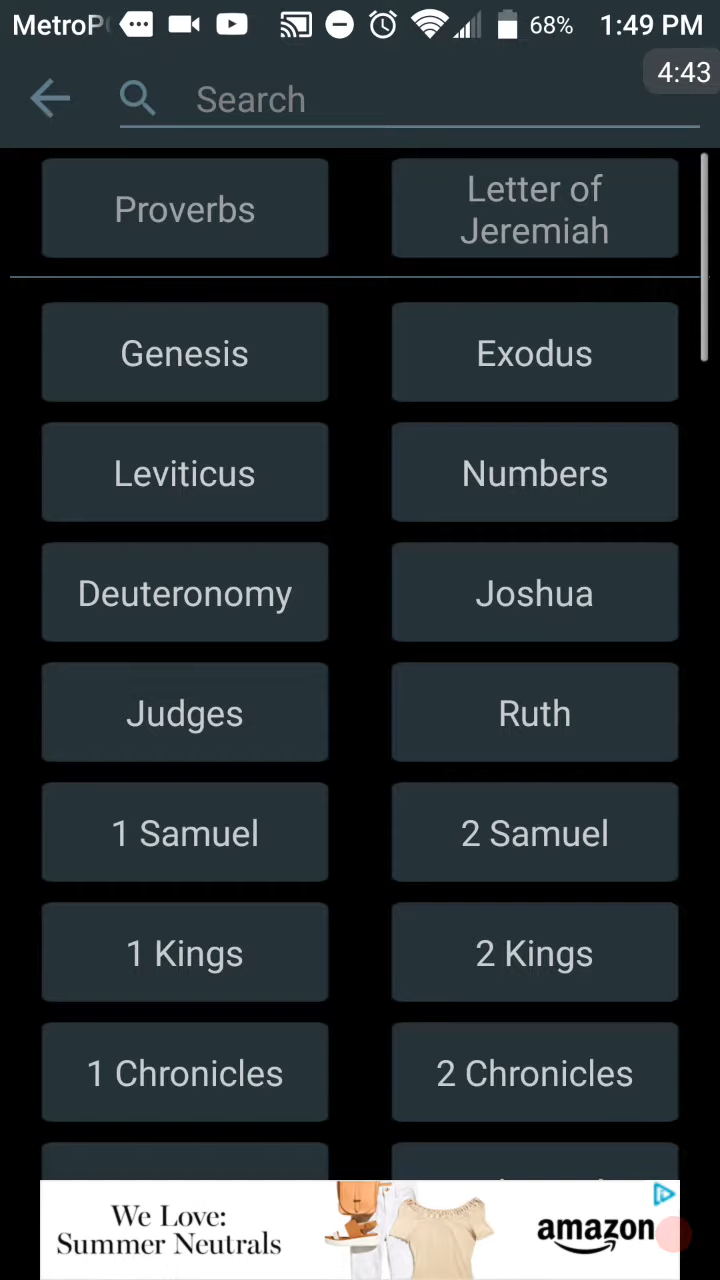 MetroP
68%
1:49 PM
4:43
Search
Proverbs
Letter of
Jeremiah
Genesis
Exodus
Leviticus
Numbers
Deuteronomy
Joshua
Judges
Ruth
1 Samuel
2 Samuel
1 Kings
2 Kings
1 Chronicles
2 Chronicles
We Love:
Summer Neutrals
amazon